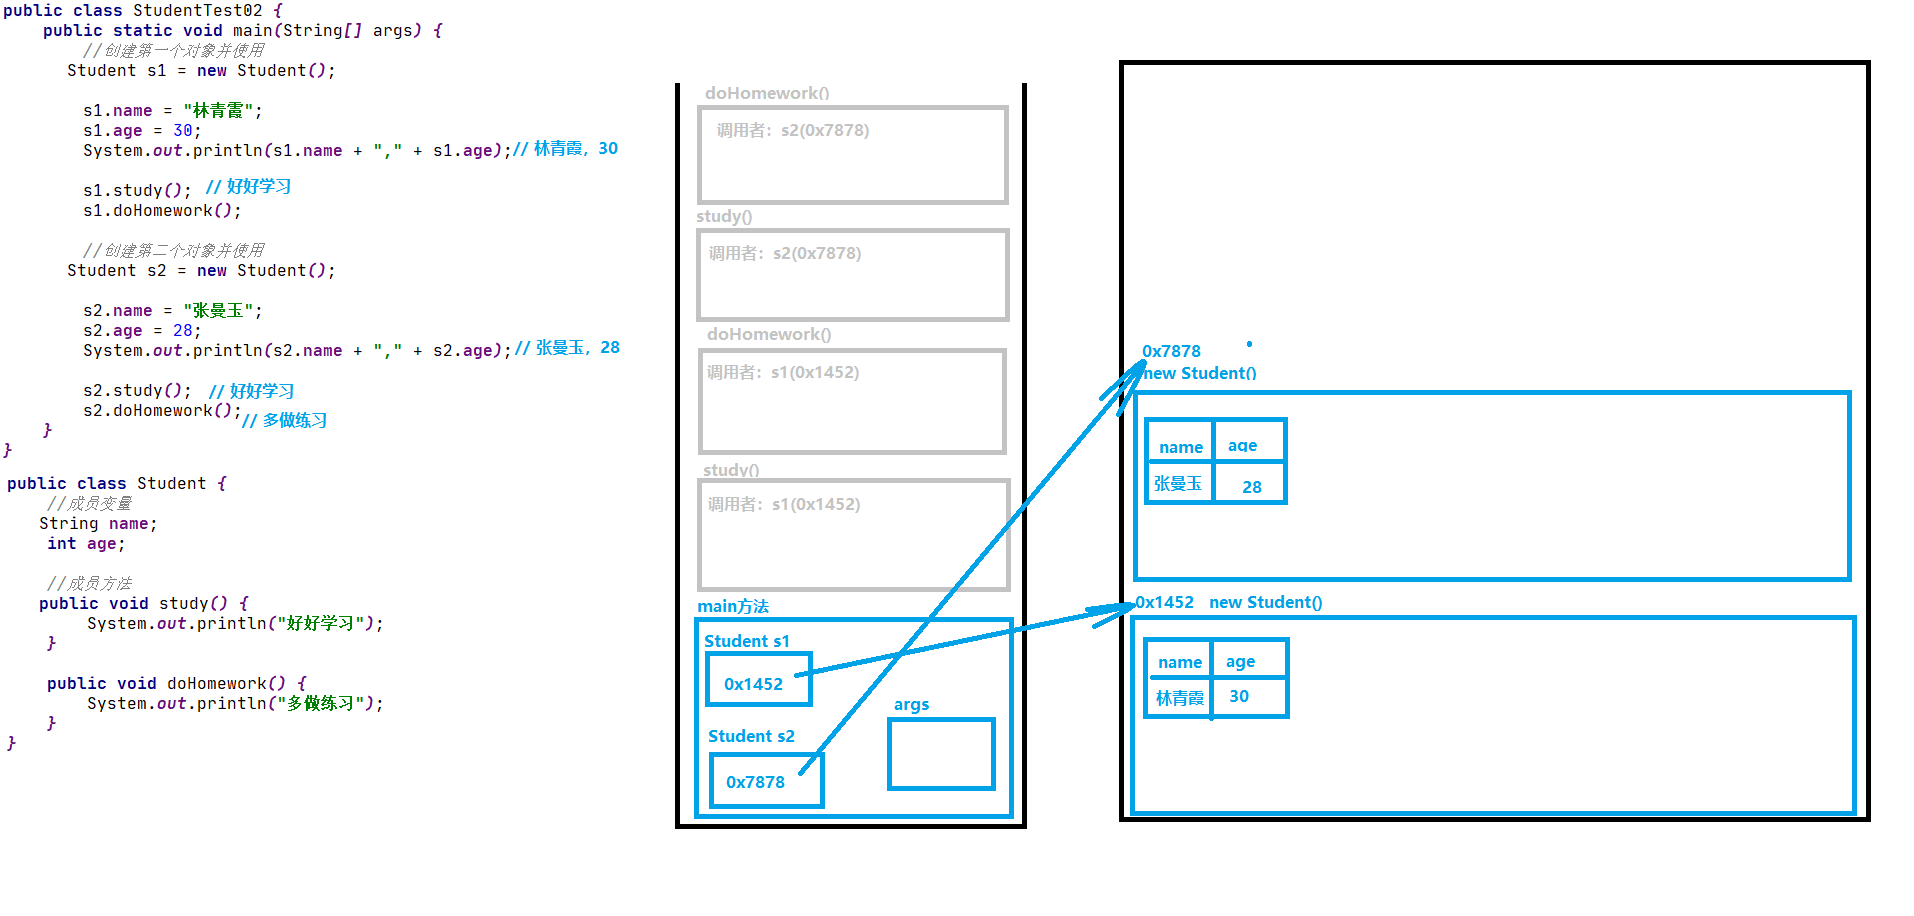 public class StudentTest02 {
public static void main(String[] args) {
//创建第一个对象并使用
Student s1 = new Student();
s1.name = "林青霞";
s1.age = 30;
System.out.println(s1.name + "," + s1.age);// 林青霞，30
s1.study(); // 好好学习
s1.doHomework();
//创建第二个对象并使用
Student s2 = new Student();
s2.name = "张曼玉";
s2.age = 28;
System.out.println(s2.name + "," + s2.age);// 张曼玉，28
s2.study(); // 好好学习
s2.doHomework();// 多做练习
}
}
public class Student {
//成员变量
String name;
int age;
//成员方法
public void study() {
System.out.println("好好学习");
}
public void doHomework() {
System.out.println("多做练习");
}
}
doHomework()
调用者：s2(0x7878)
study()
调用者：s2(0x7878)
doHomework()
调用者：s1(0x1452)
study()
调用者：s1(0x1452)
main方法
Student s1
0x1452
args
Student s2
0x7878
0x7878
new Student()
name age
张曼玉 28
0x1452 new Student()
name age
林青霞 30